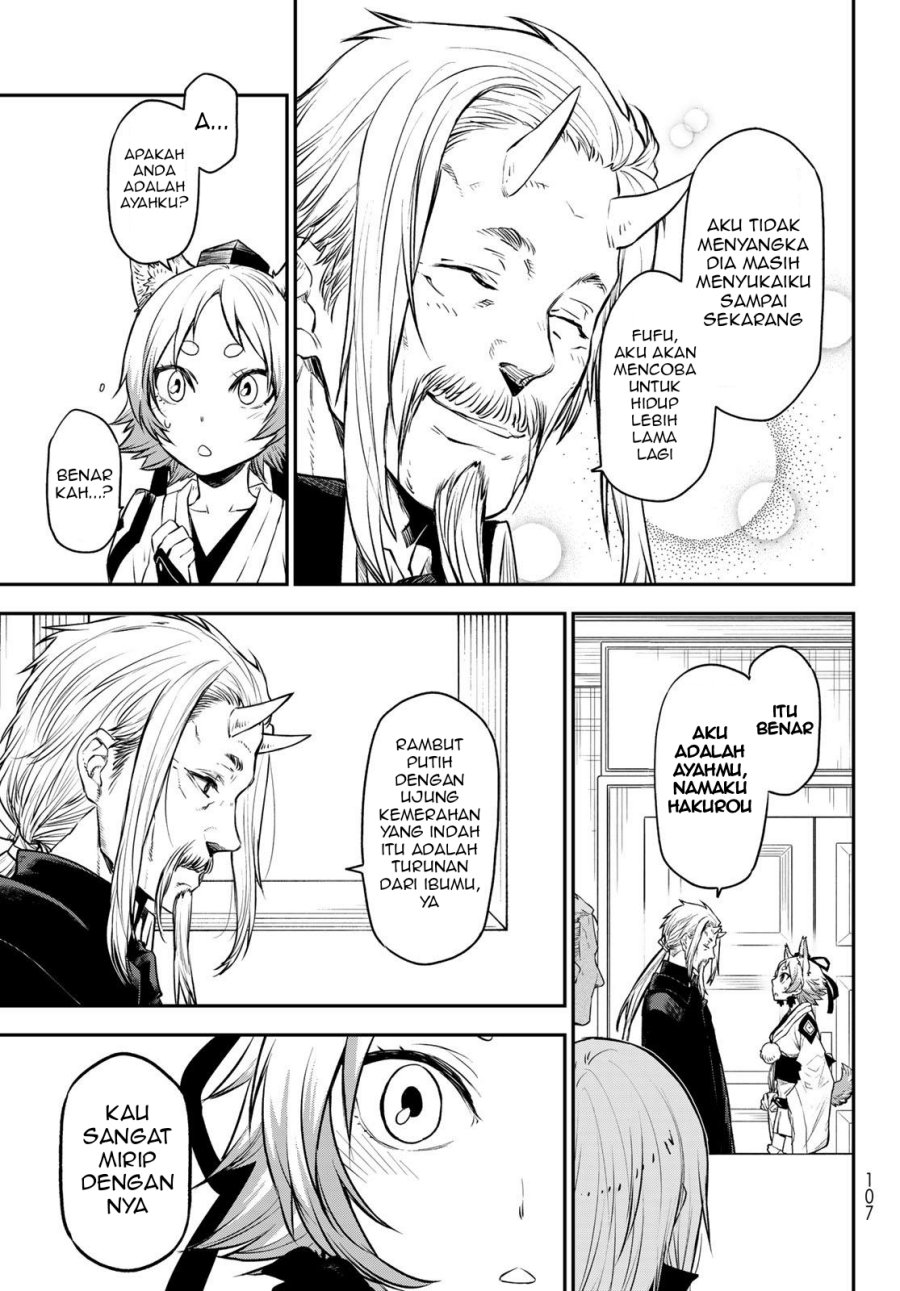 AKU TIDAK
MENYANGKA
DIA MASIH
MENYUKAIKU
SAMPAI
SEKARANG
FUFU,
AKU AKAN
MENCOBA
UNTUK
HIDUP
LEBIH
LAMA
LAGI
A...
APAKAH
ANDA
ADALAH
AYAHKU?
BENAR
KAH...?
ITU
BENAR
AKU
ADALAH
AYAHMU,
NAMAKU
HAKUROU
RAMBUT
PUTIH
DENGAN
UJUNG
KEMERAHAN
YANG INDAH
ITU ADALAH
TURUNAN
DARI IBUMU,
YA
KAU
SANGAT
MIRIP
DENGAN
NYA
107